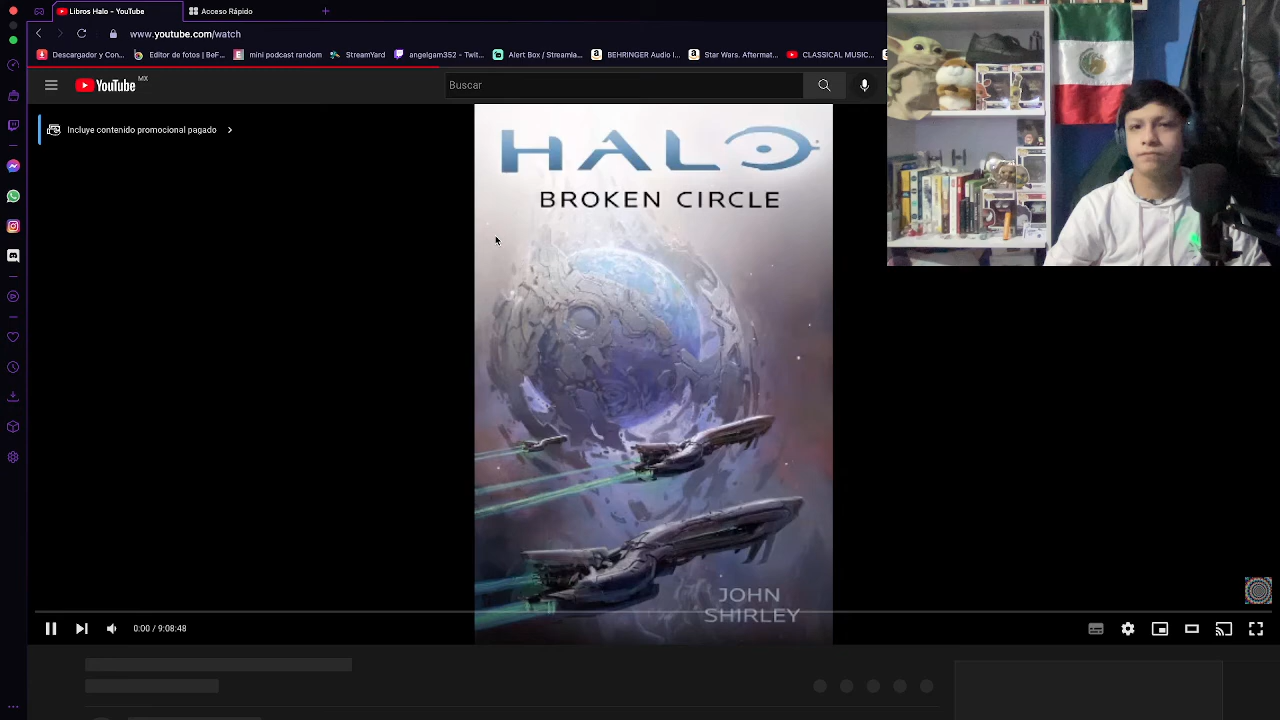 Libros Halo - YouTube
Acceso Rápido
www.youtube.com/watch
Descargador y Con...
Editor de fotos | BeF...
mini podcast random
StreamYard
angelgam352 - Twit...
Alert Box / Streamla...
BEHRINGER Audio I...
Star Wars. Aftermat...
CLASSICAL MUSIC...
YouTube MX
Buscar
Incluye contenido promocional pagado
HALO
BROKEN CIRCLE
JOHN
SHIRLEY
0:00 / 9:08:48